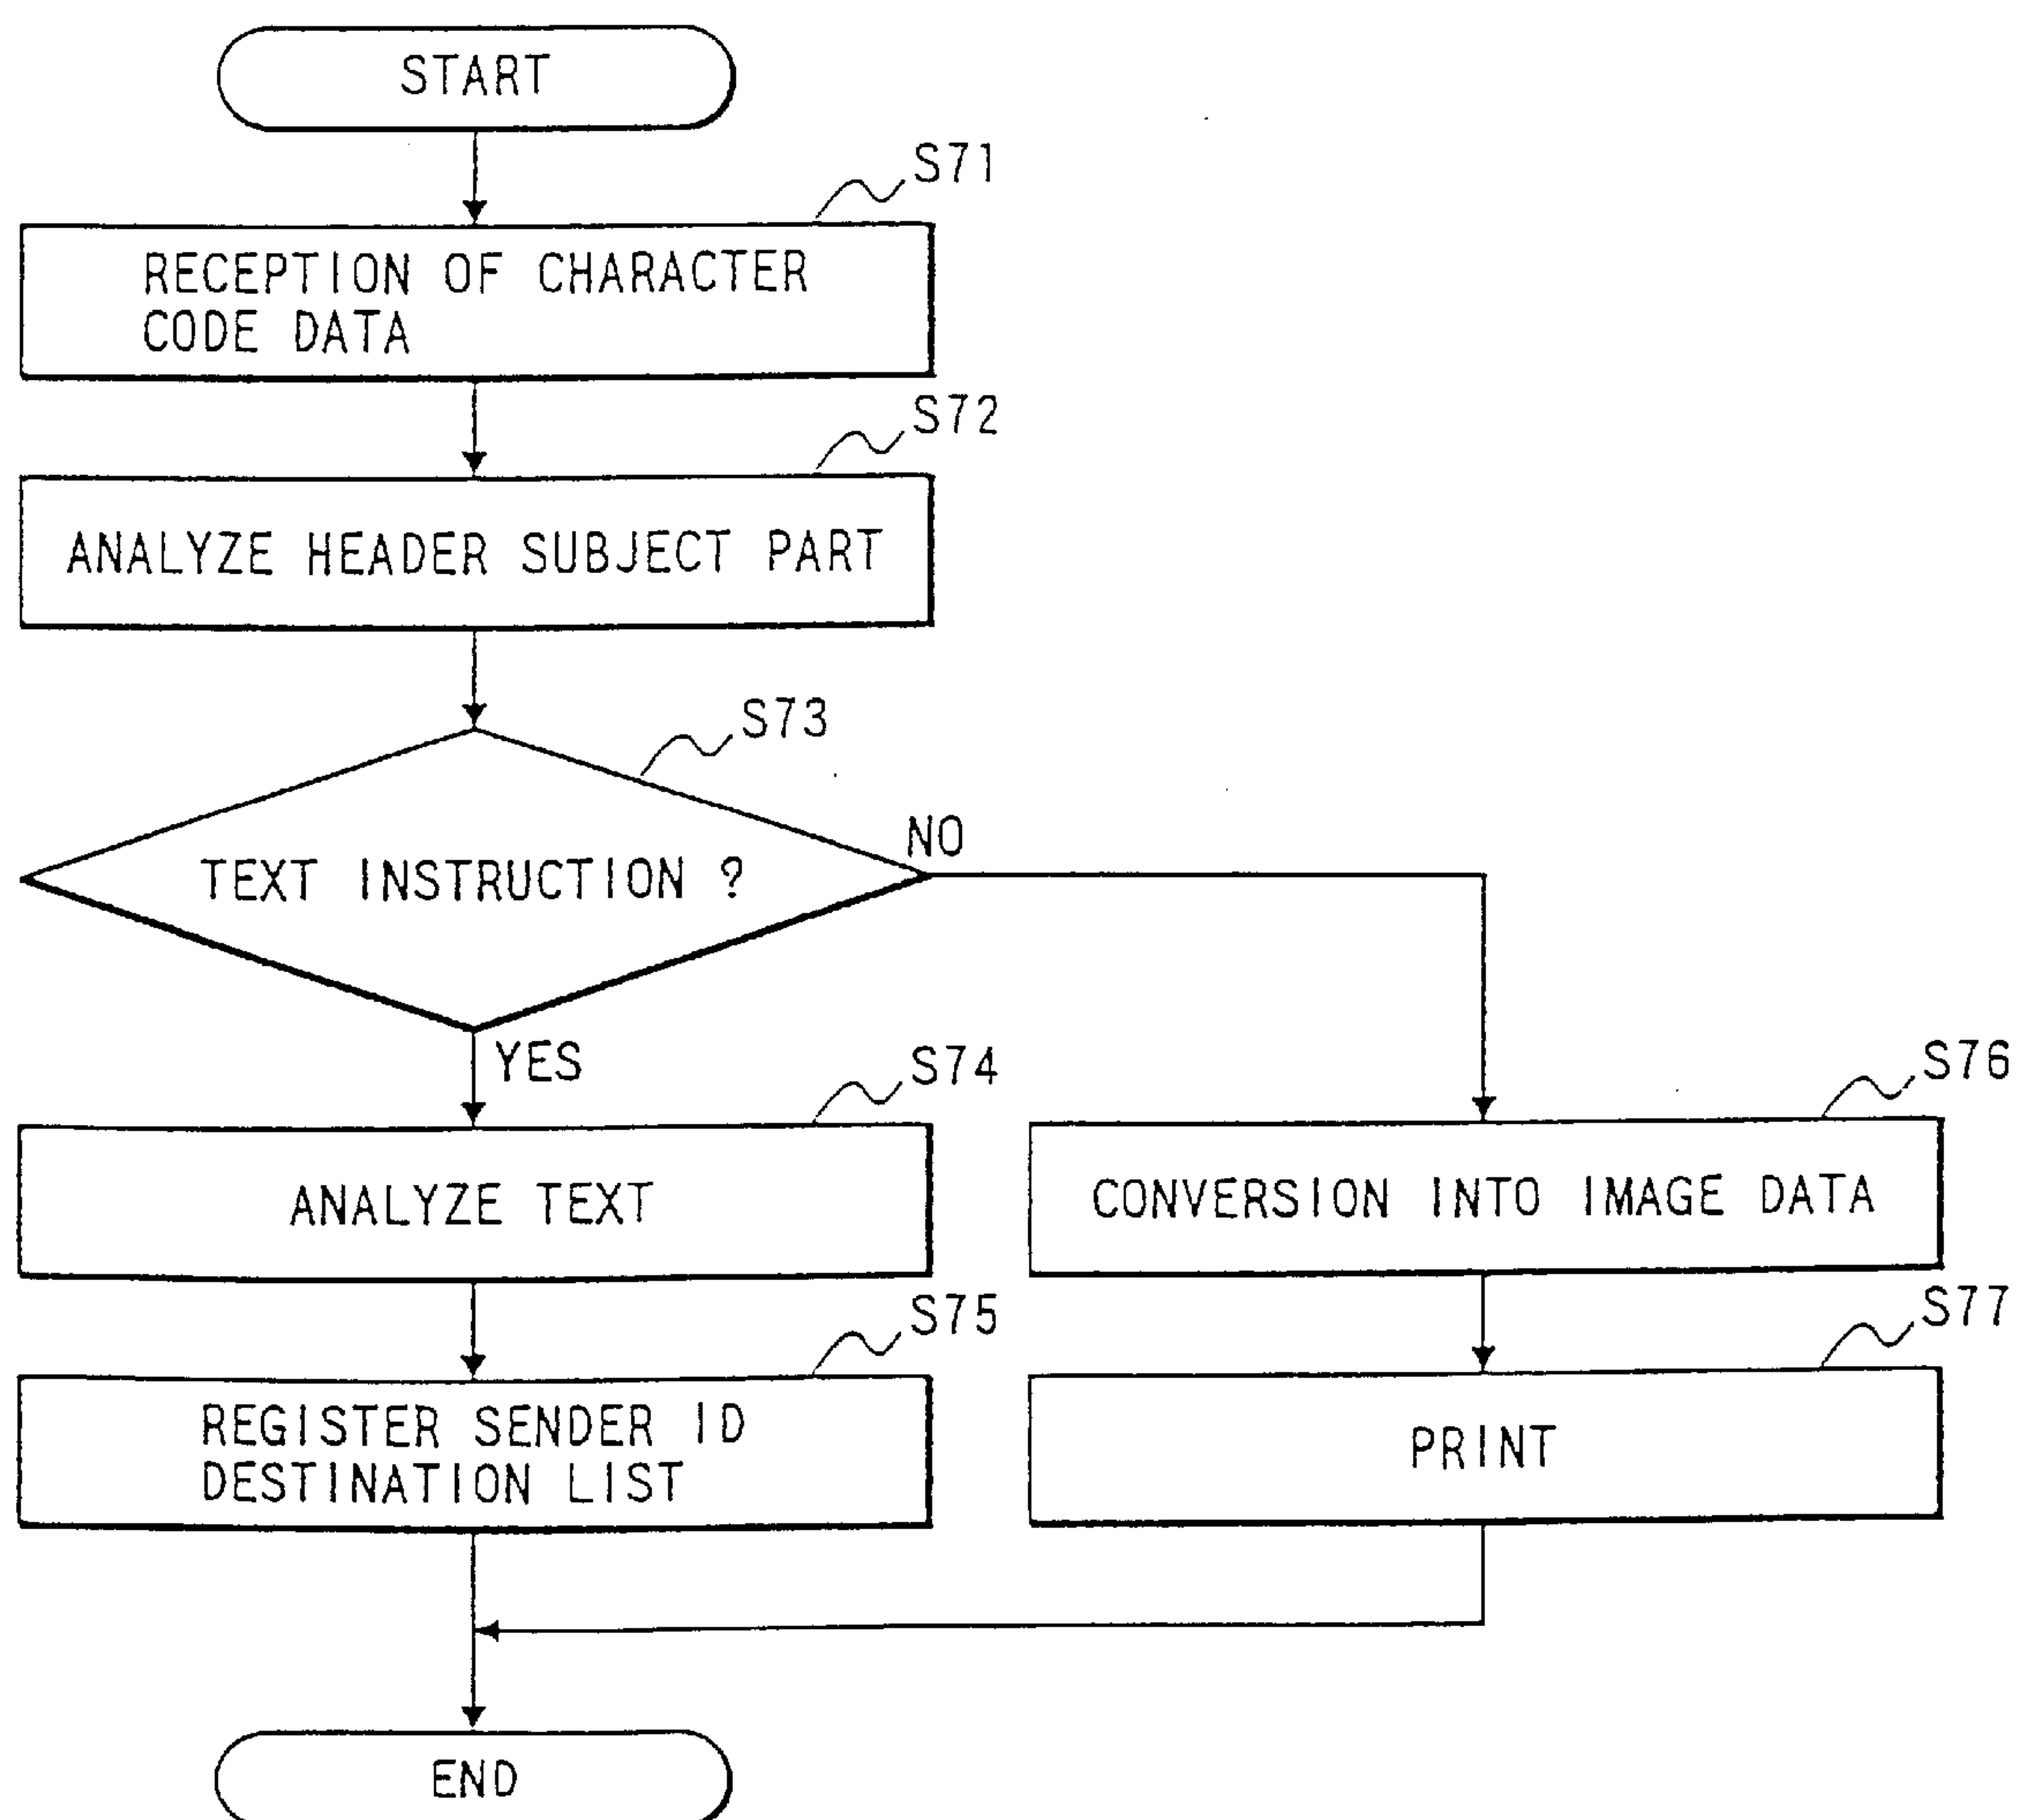 START
S71
RECEPTION OF CHARACTER
CODE DATA
S72
ANALYZE HEADER SUBJECT PART
S73
TEXT INSTRUCTION ?
NO
YES
S74
ANALYZE TEXT
S76
CONVERSION INTO IMAGE DATA
S75
REGISTER SENDER ID
DESTINATION LIST
S77
PRINT
END